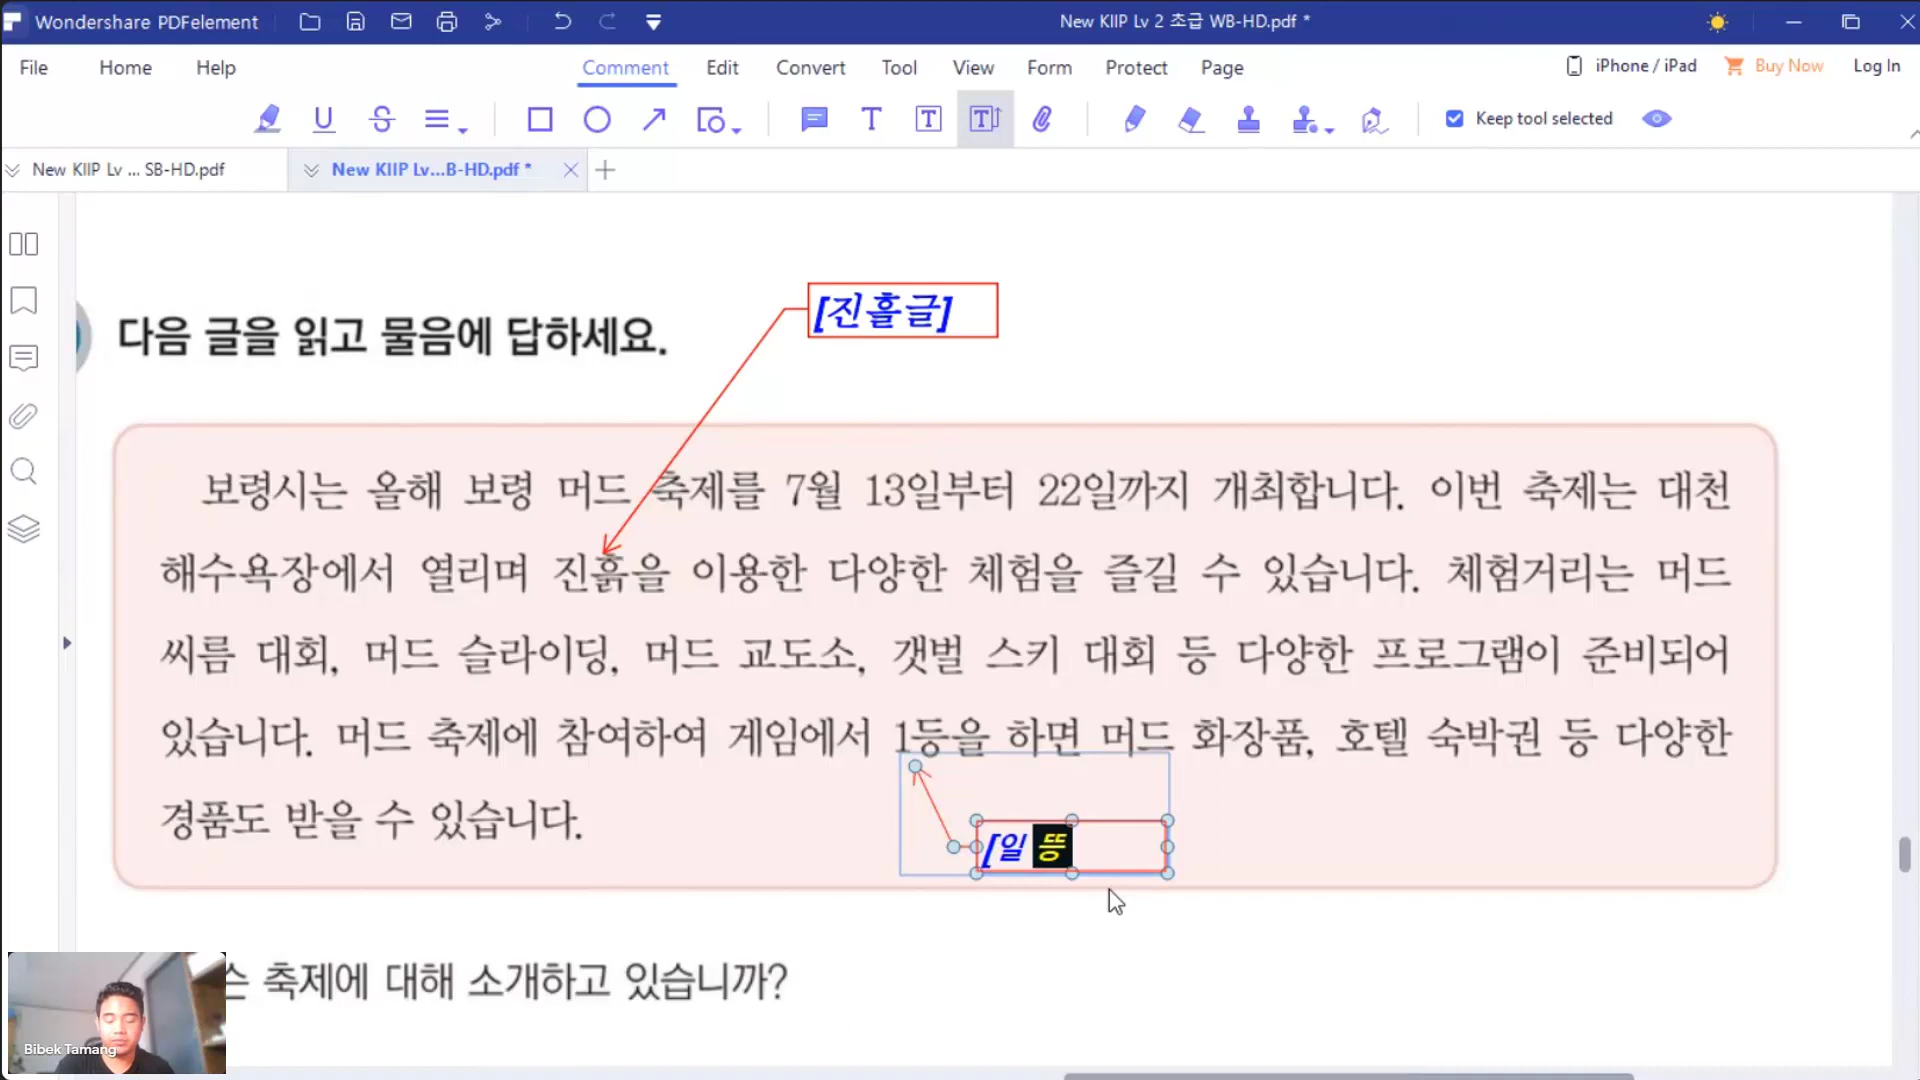 Wondershare PDFelement
New KIIP Lv 2 초급 WB-HD.pdf *
File Home Help Comment Edit Convert Tool View Form Protect Page iPhone / iPad Buy Now Log In
Keep tool selected
New KIIP Lv ... SB-HD.pdf
New KIIP Lv...B-HD.pdf *
[진흘글]
다음 글을 읽고 물음에 답하세요.
보령시는 올해 보령 머드 축제를 7월 13일부터 22일까지 개최합니다. 이번 축제는 대천
해수욕장에서 열리며 진흙을 이용한 다양한 체험을 즐길 수 있습니다. 체험거리는 머드
씨름 대회, 머드 슬라이딩, 머드 교도소, 갯벌 스키 대회 등 다양한 프로그램이 준비되어
있습니다. 머드 축제에 참여하여 게임에서 1등을 하면 머드 화장품, 호텔 숙박권 등 다양한
경품도 받을 수 있습니다.
[일 뜽
축제에 대해 소개하고 있습니까?
Bibek Tamang